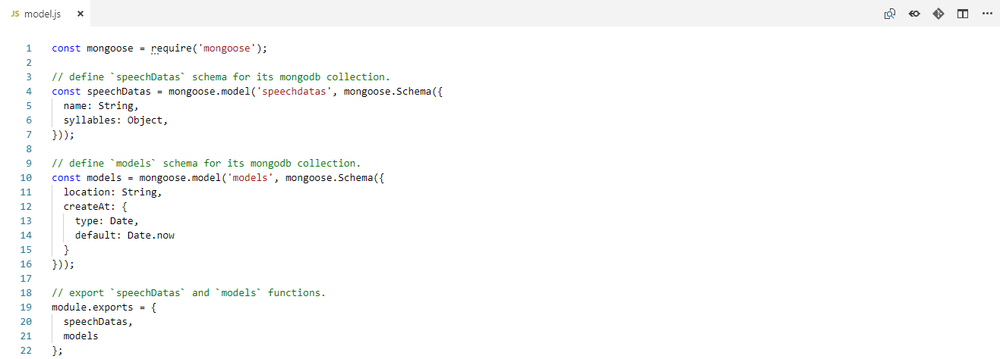 JS model.js ×
1 const mongoose = require('mongoose');
2
3 // define `speechDatas` schema for its mongodb collection.
4 const speechDatas = mongoose.model('speechdatas', mongoose.Schema({
5   name: String,
6   syllables: Object,
7 }));
8
9 // define `models` schema for its mongodb collection.
10 const models = mongoose.model('models', mongoose.Schema({
11   location: String,
12   createAt: {
13     type: Date,
14     default: Date.now
15   }
16 }));
17
18 // export `speechDatas` and `models` functions.
19 module.exports = {
20   speechDatas,
21   models
22 };